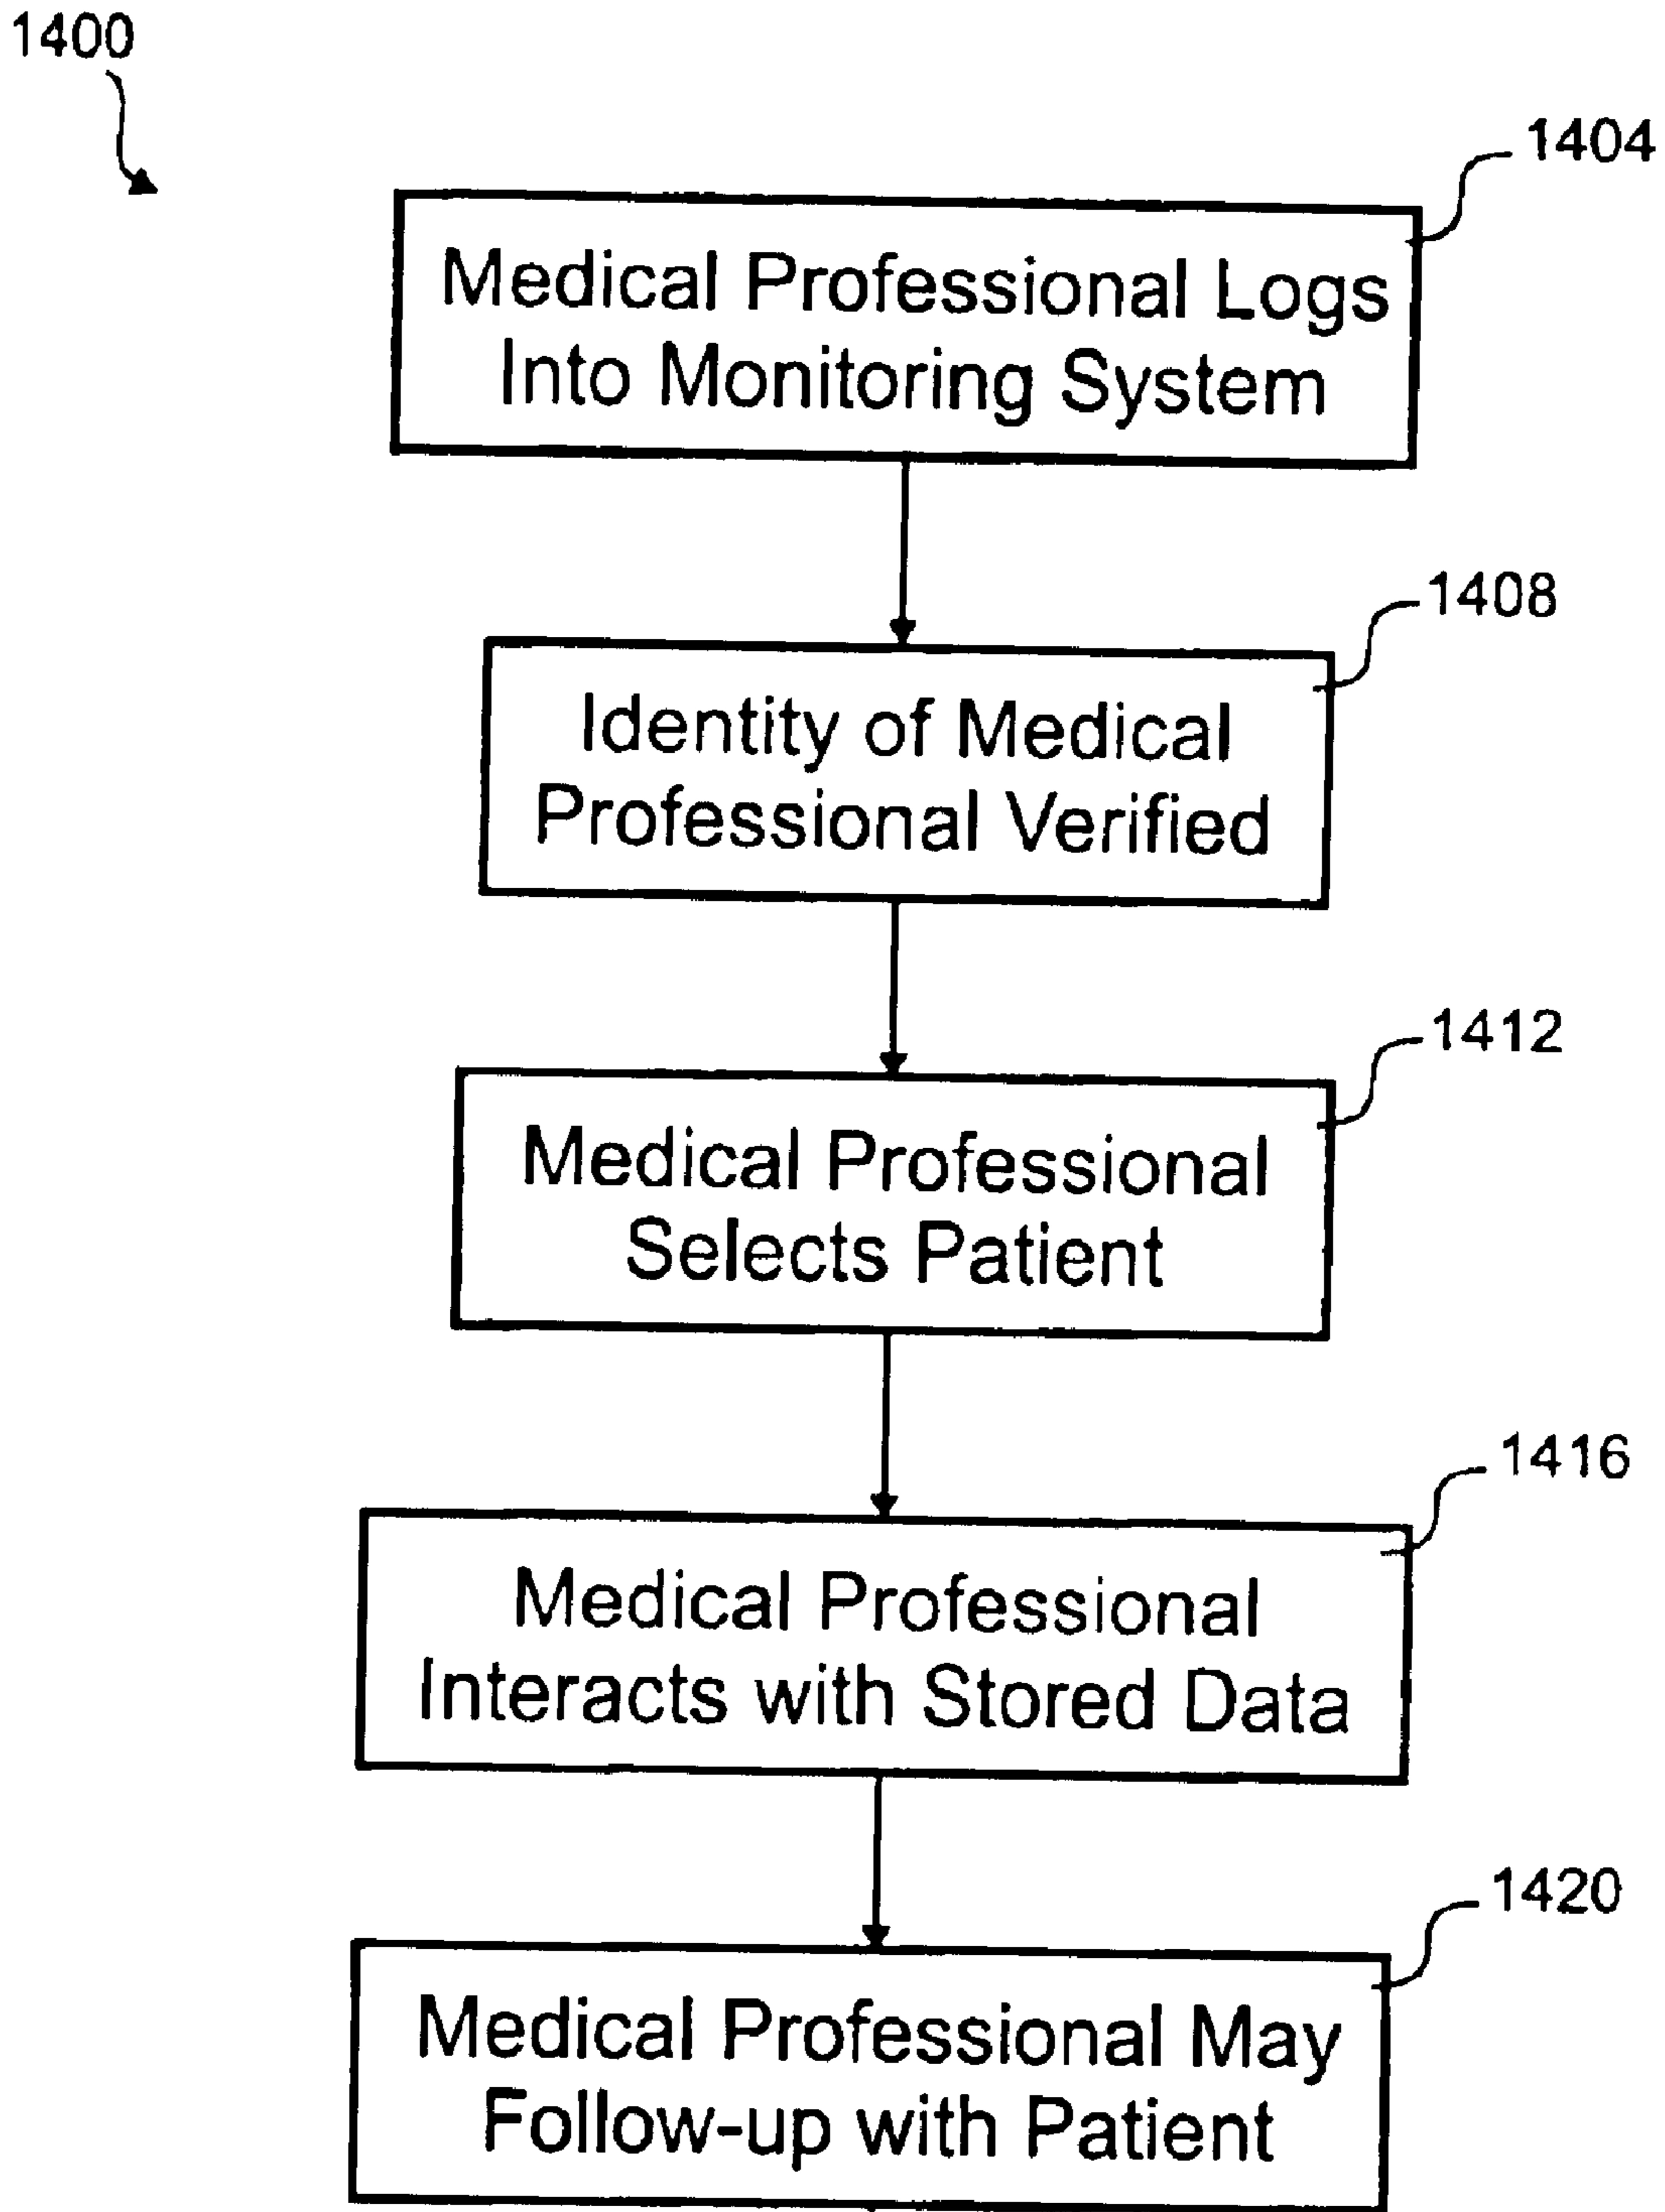 1400
1404
Medical Professional Logs
Into Monitoring System
1408
Identity of Medical
Professional Verified
1412
Medical Professional
Selects Patient
1416
Medical Professional
Interacts with Stored Data
1420
Medical Professional May
Follow-up with Patient